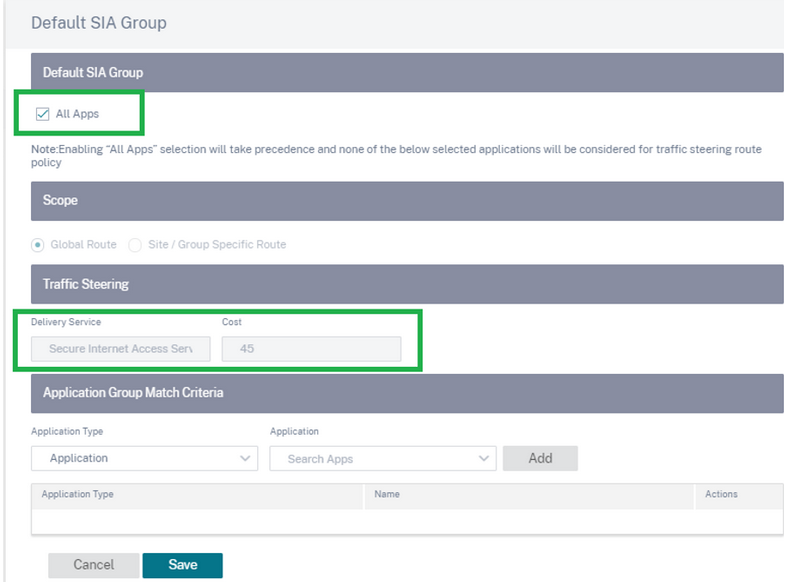 Default SIA Group
Default SIA Group
All Apps
Note:Enabling “All Apps” selection will take precedence and none of the below selected applications will be considered for traffic steering route
policy
Scope
Global Route Site / Group Specific Route
Traffic Steering
Delivery Service Cost
Secure Internet Access Serv 45
Application Group Match Criteria
Application Type Application
Application Search Apps Add
Application Type Name Actions
Cancel Save